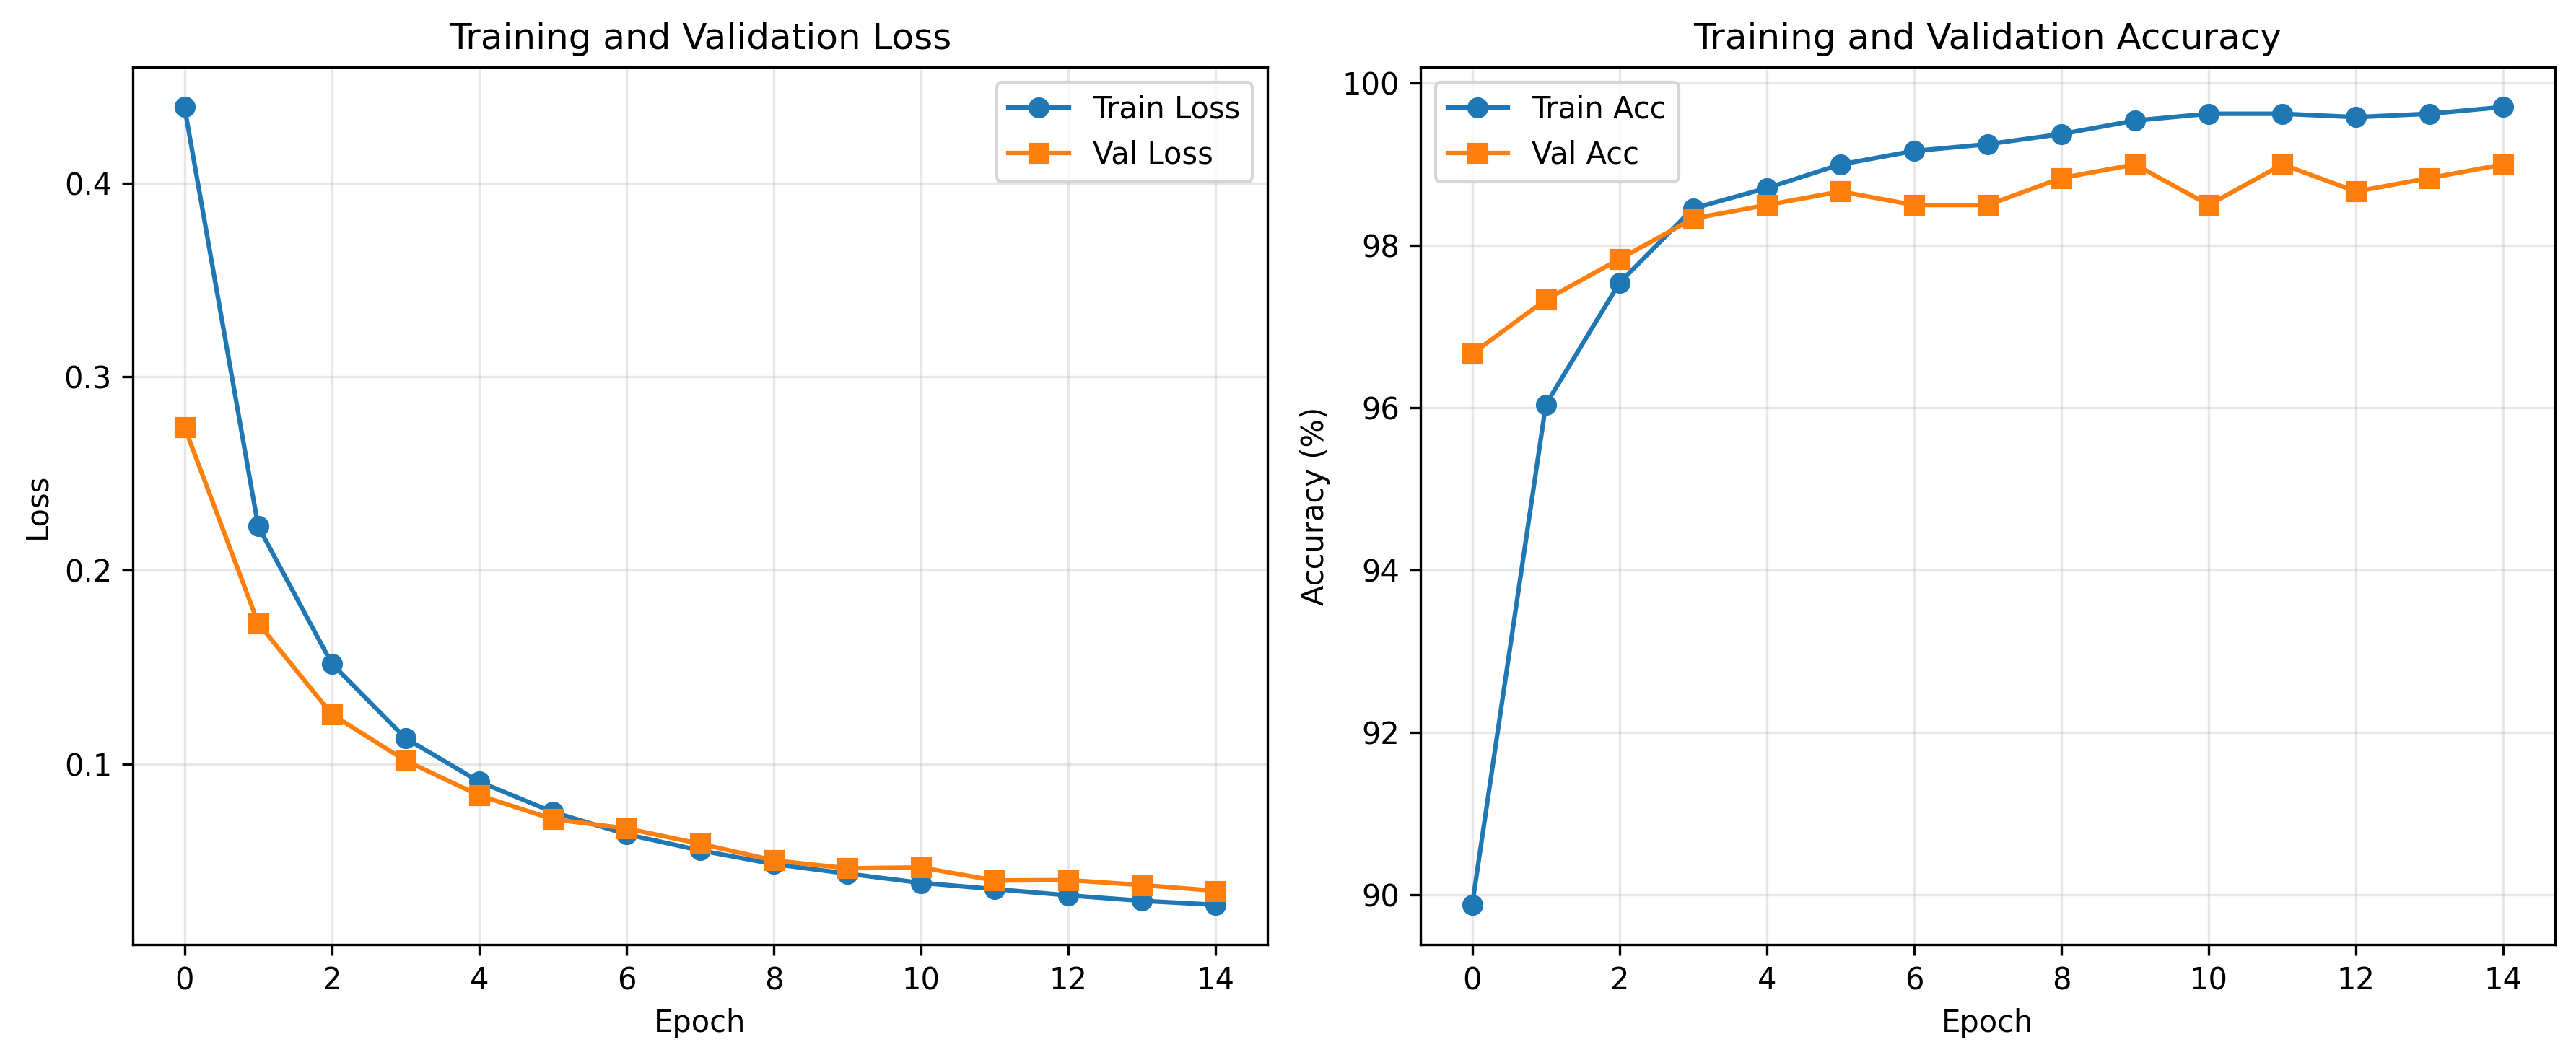 Training and Validation Loss
Train Loss
Val Loss
0.4
0.3
0.2
0.1
Loss
0 2 4 6 8 10 12 14
Epoch
Training and Validation Accuracy
Train Acc
Val Acc
100
98
96
94
92
90
Accuracy (%)
0 2 4 6 8 10 12 14
Epoch